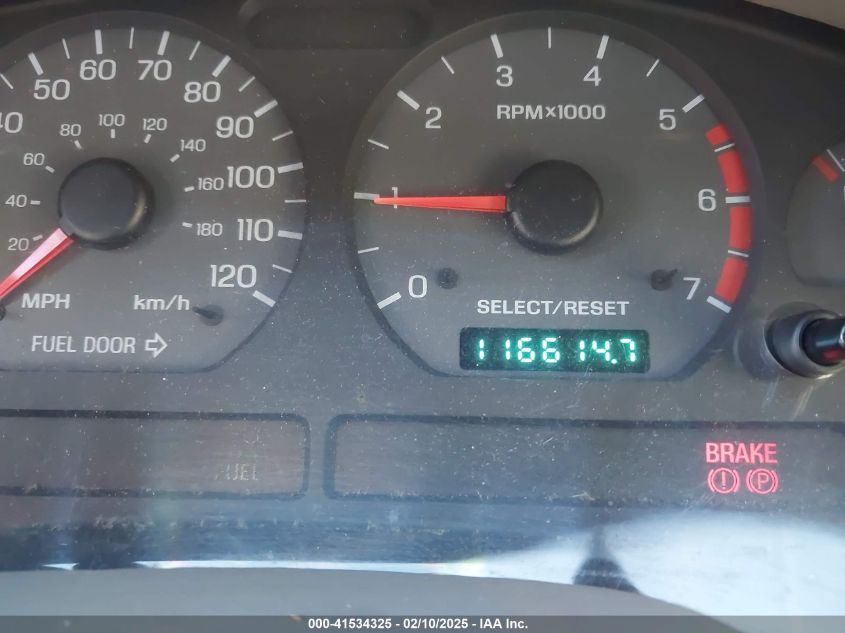 40 50 60 70 80 90 100 110 120
20 40 60 80 100 120 140 160 180
MPH km/h
FUEL DOOR
0 1 2 3 4 5 6 7
RPM×1000
SELECT/RESET
116614.7
FUEL
BRAKE
(!) (P)
000-41534325 - 02/10/2025 - IAA Inc.